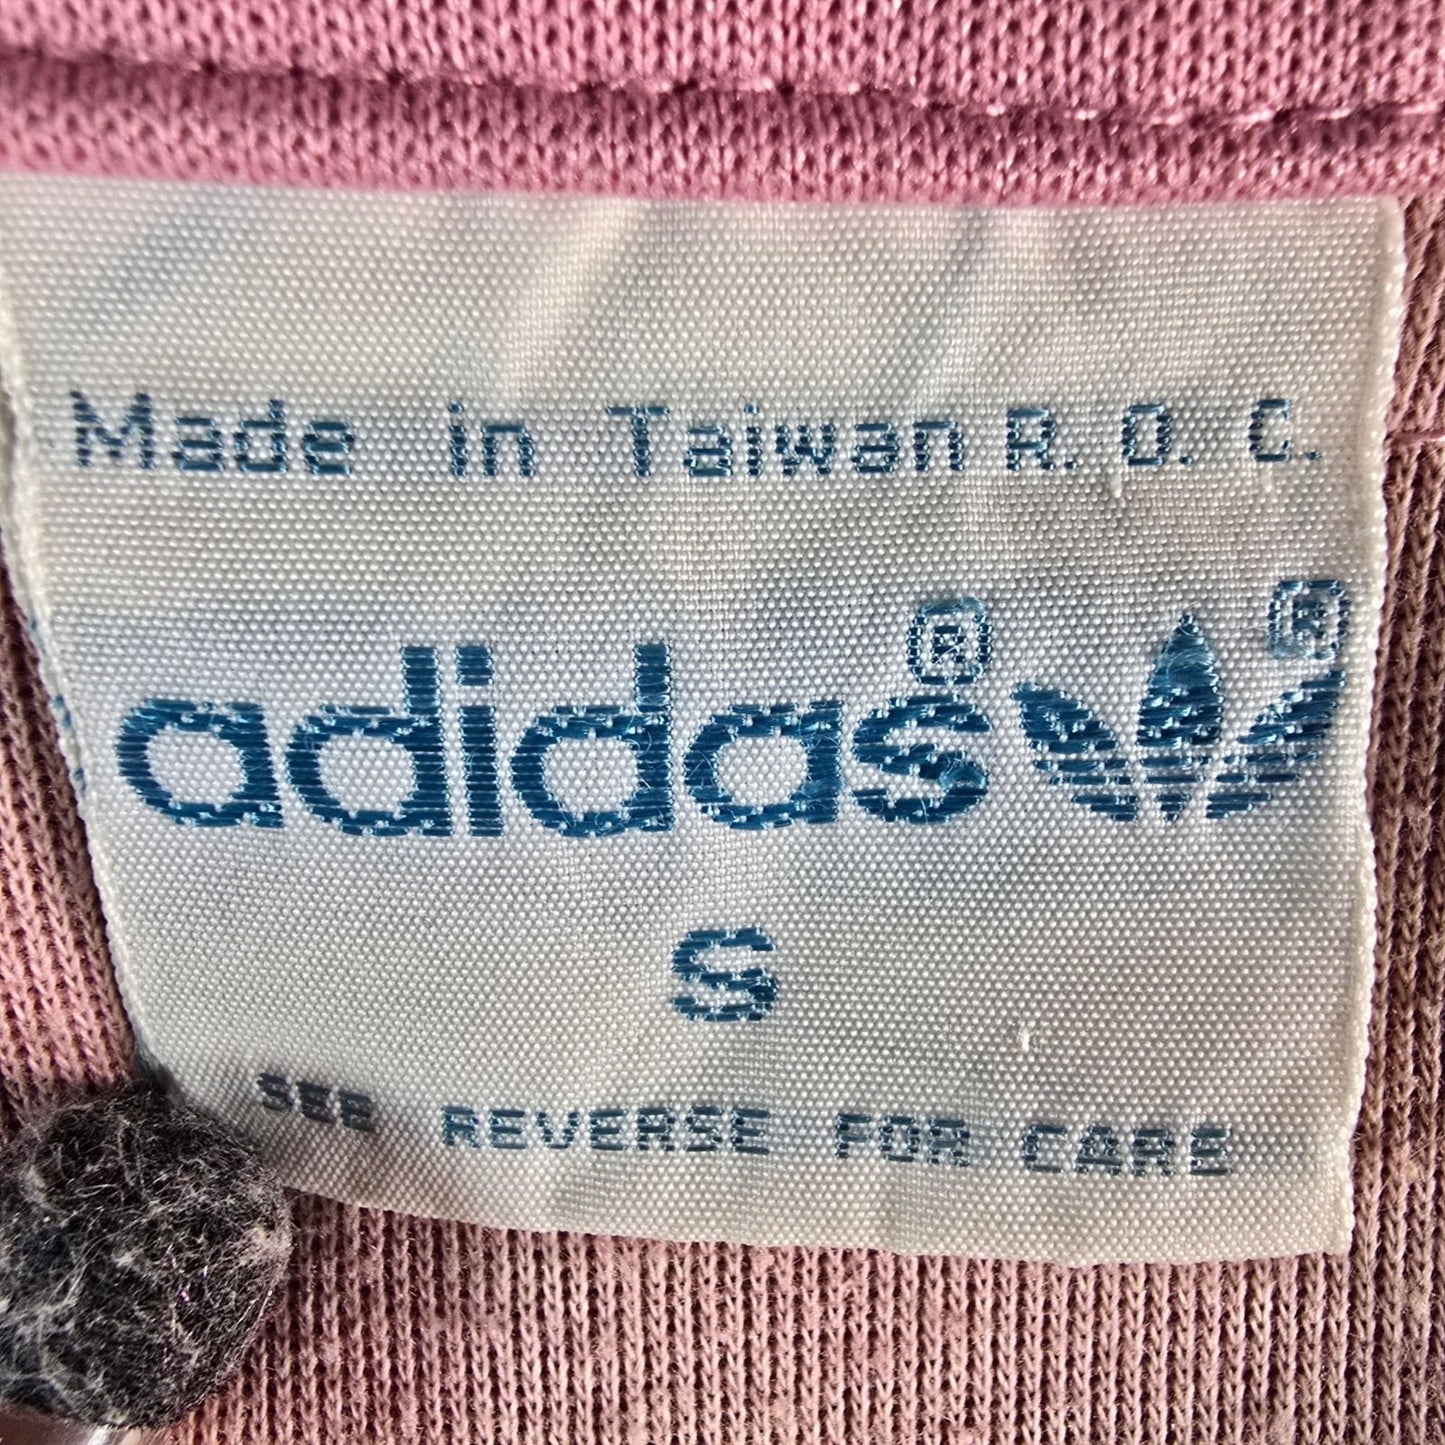 Made in Taiwan R. O. C.
adidas® ®
S
SEE REVERSE FOR CARE